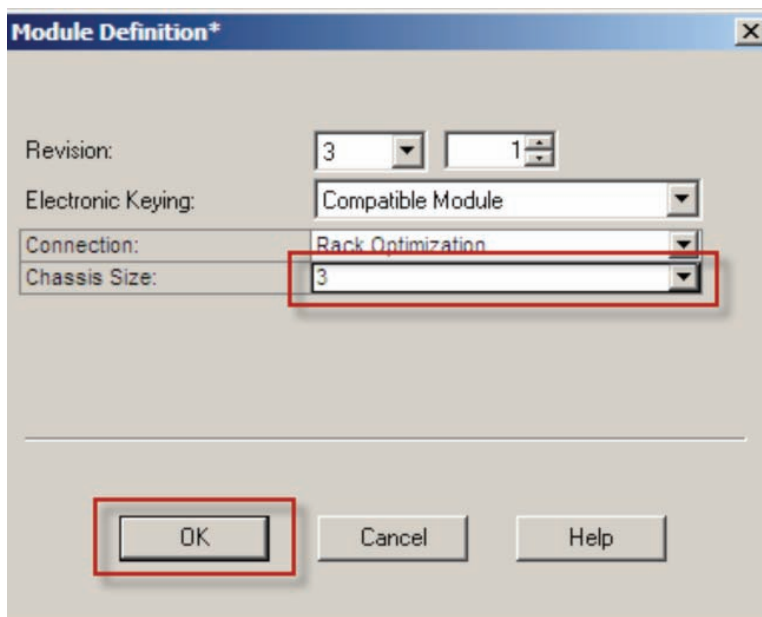 Module Definition*
Revision: 3 1
Electronic Keying: Compatible Module
Connection: Rack Optimization
Chassis Size: 3
OK Cancel Help